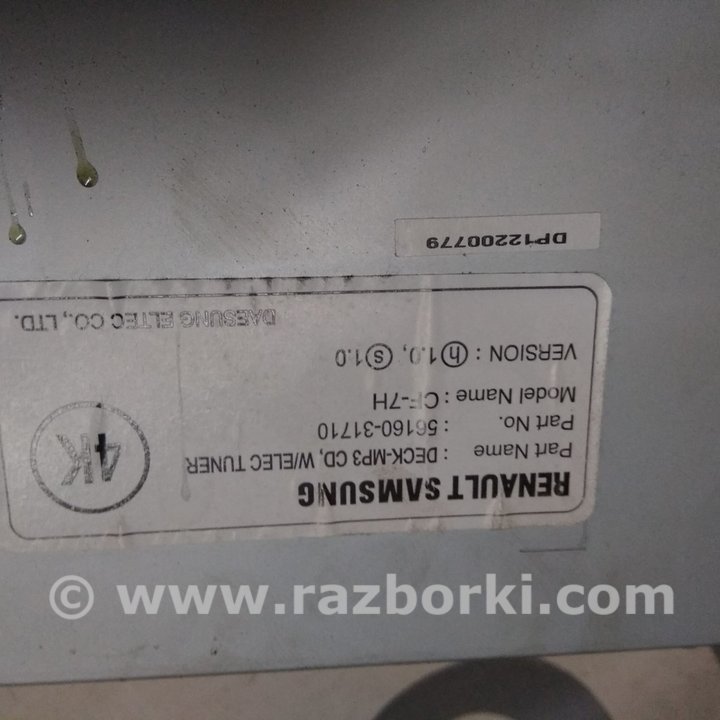 RENAULT SAMSUNG
Part Name : DECK-MP3 CD, W/ELEC TUNER
Part No. : 56160-31710
Model Name : CF-7H
VERSION : ⓗ1.0, ⓢ1.0
DAESUNG ELTEC CO., LTD.
4K
DP12200779
© www.razborki.com